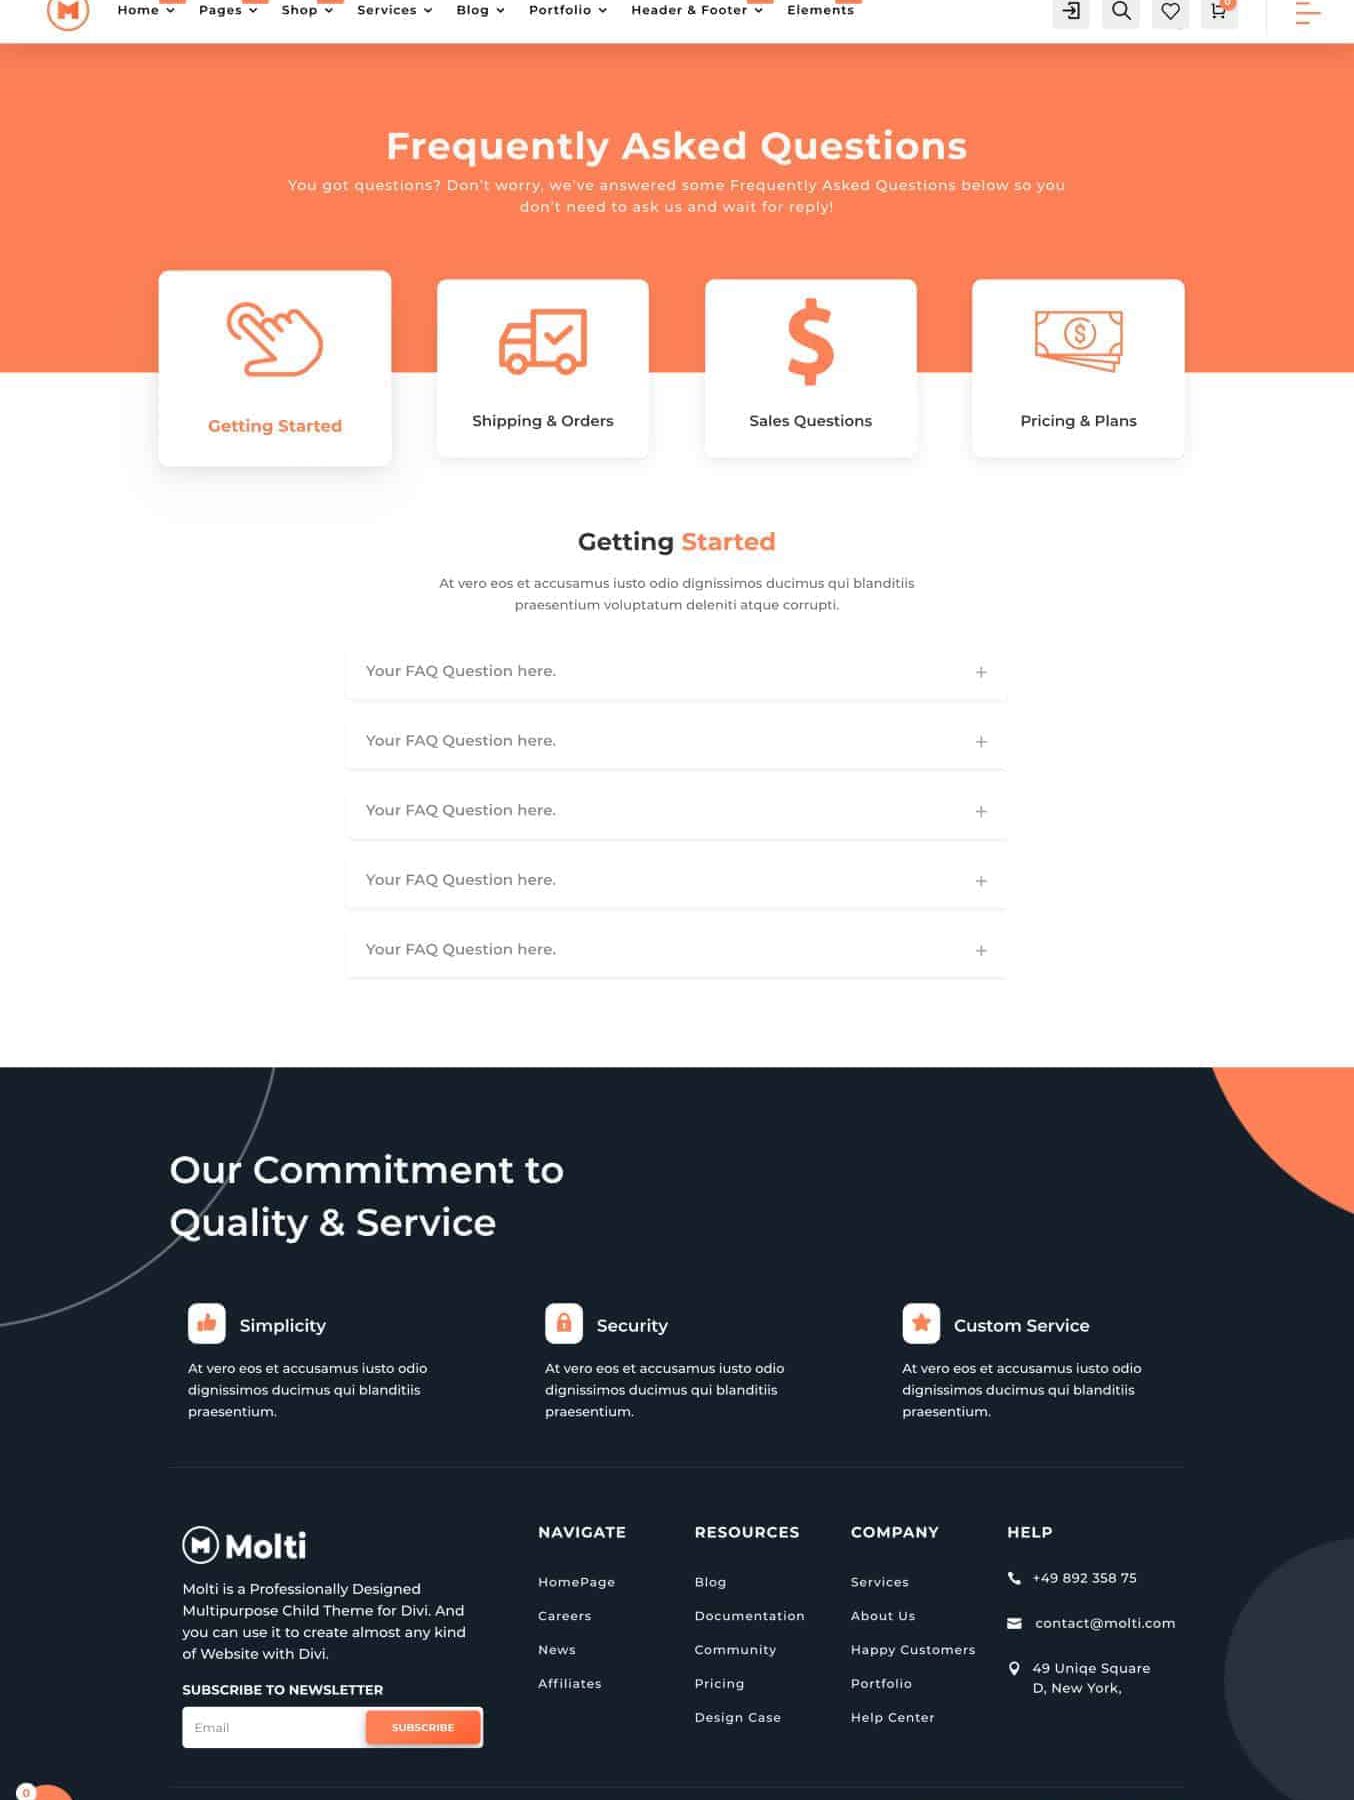 Home Pages Shop Services Blog Portfolio Header & Footer Elements
0
Frequently Asked Questions
You got questions? Don't worry, we've answered some Frequently Asked Questions below so you
don't need to ask us and wait for reply!
Getting Started
Shipping & Orders
Sales Questions
Pricing & Plans
Getting Started
At vero eos et accusamus iusto odio dignissimos ducimus qui blanditiis
praesentium voluptatum deleniti atque corrupti.
Your FAQ Question here.
Your FAQ Question here.
Your FAQ Question here.
Your FAQ Question here.
Your FAQ Question here.
Our Commitment to
Quality & Service
Simplicity
At vero eos et accusamus iusto odio
dignissimos ducimus qui blanditiis
praesentium.
Security
At vero eos et accusamus iusto odio
dignissimos ducimus qui blanditiis
praesentium.
Custom Service
At vero eos et accusamus iusto odio
dignissimos ducimus qui blanditiis
praesentium.
Molti
Molti is a Professionally Designed
Multipurpose Child Theme for Divi. And
you can use it to create almost any kind
of Website with Divi.
SUBSCRIBE TO NEWSLETTER
Email
SUBSCRIBE
NAVIGATE
HomePage
Careers
News
Affiliates
RESOURCES
Blog
Documentation
Community
Pricing
Design Case
COMPANY
Services
About Us
Happy Customers
Portfolio
Help Center
HELP
+49 892 358 75
contact@molti.com
49 Uniqe Square
D, New York,
0